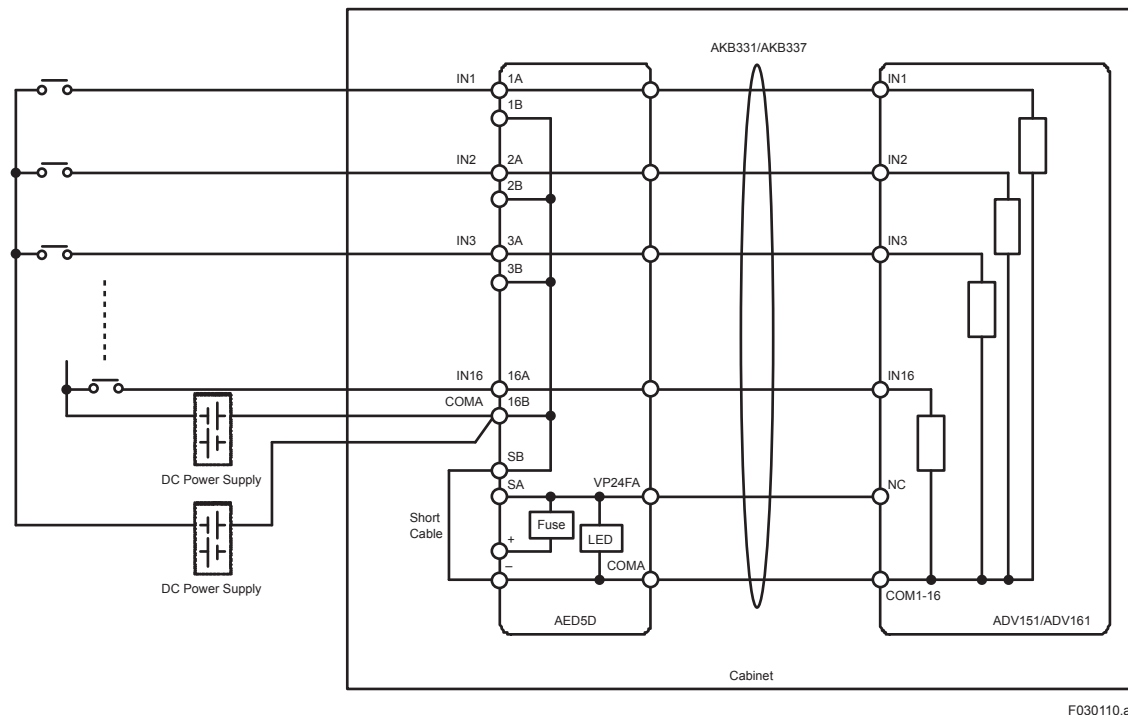 AKB331/AKB337
IN1
1A
IN1
1B
IN2
2A
IN2
2B
IN3
3A
IN3
3B
IN16
16A
IN16
COMA
16B
DC Power Supply
SB
SA
VP24FA
NC
Short
Cable
Fuse
LED
+
–
COMA
COM1-16
DC Power Supply
AED5D
ADV151/ADV161
Cabinet